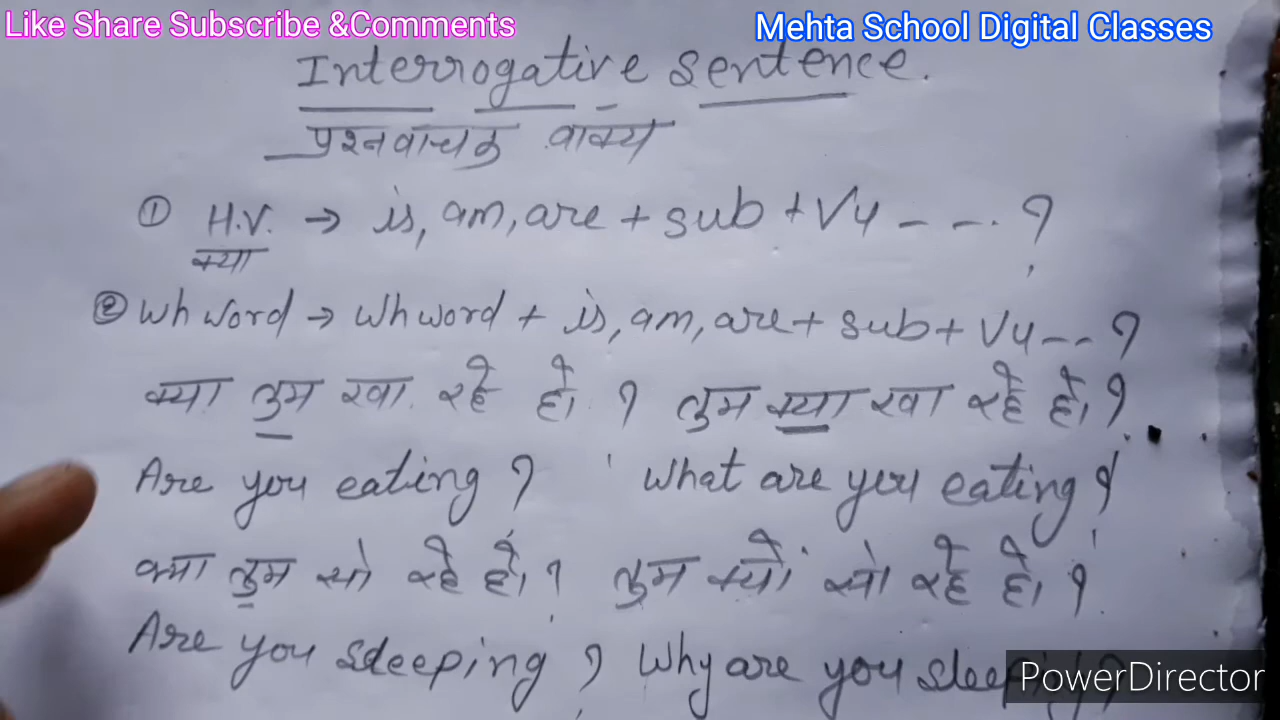 Like Share Subscribe &Comments
Mehta School Digital Classes
Interrogative sentence.
प्रश्नवाचक वाक्य
① H.V. → is, am, are + sub + V4 - - - . ?
क्या
② Wh Word → Wh word + is, am, are + sub + V4 - - ?
क्या तुम खा रहे हो ? तुम क्या खा रहे हो ?
Are you eating ? What are you eating ?
क्या तुम सो रहे हो ? तुम क्यों सो रहे हो ?
Are you sleeping ? Why are you sleeping ?
PowerDirector